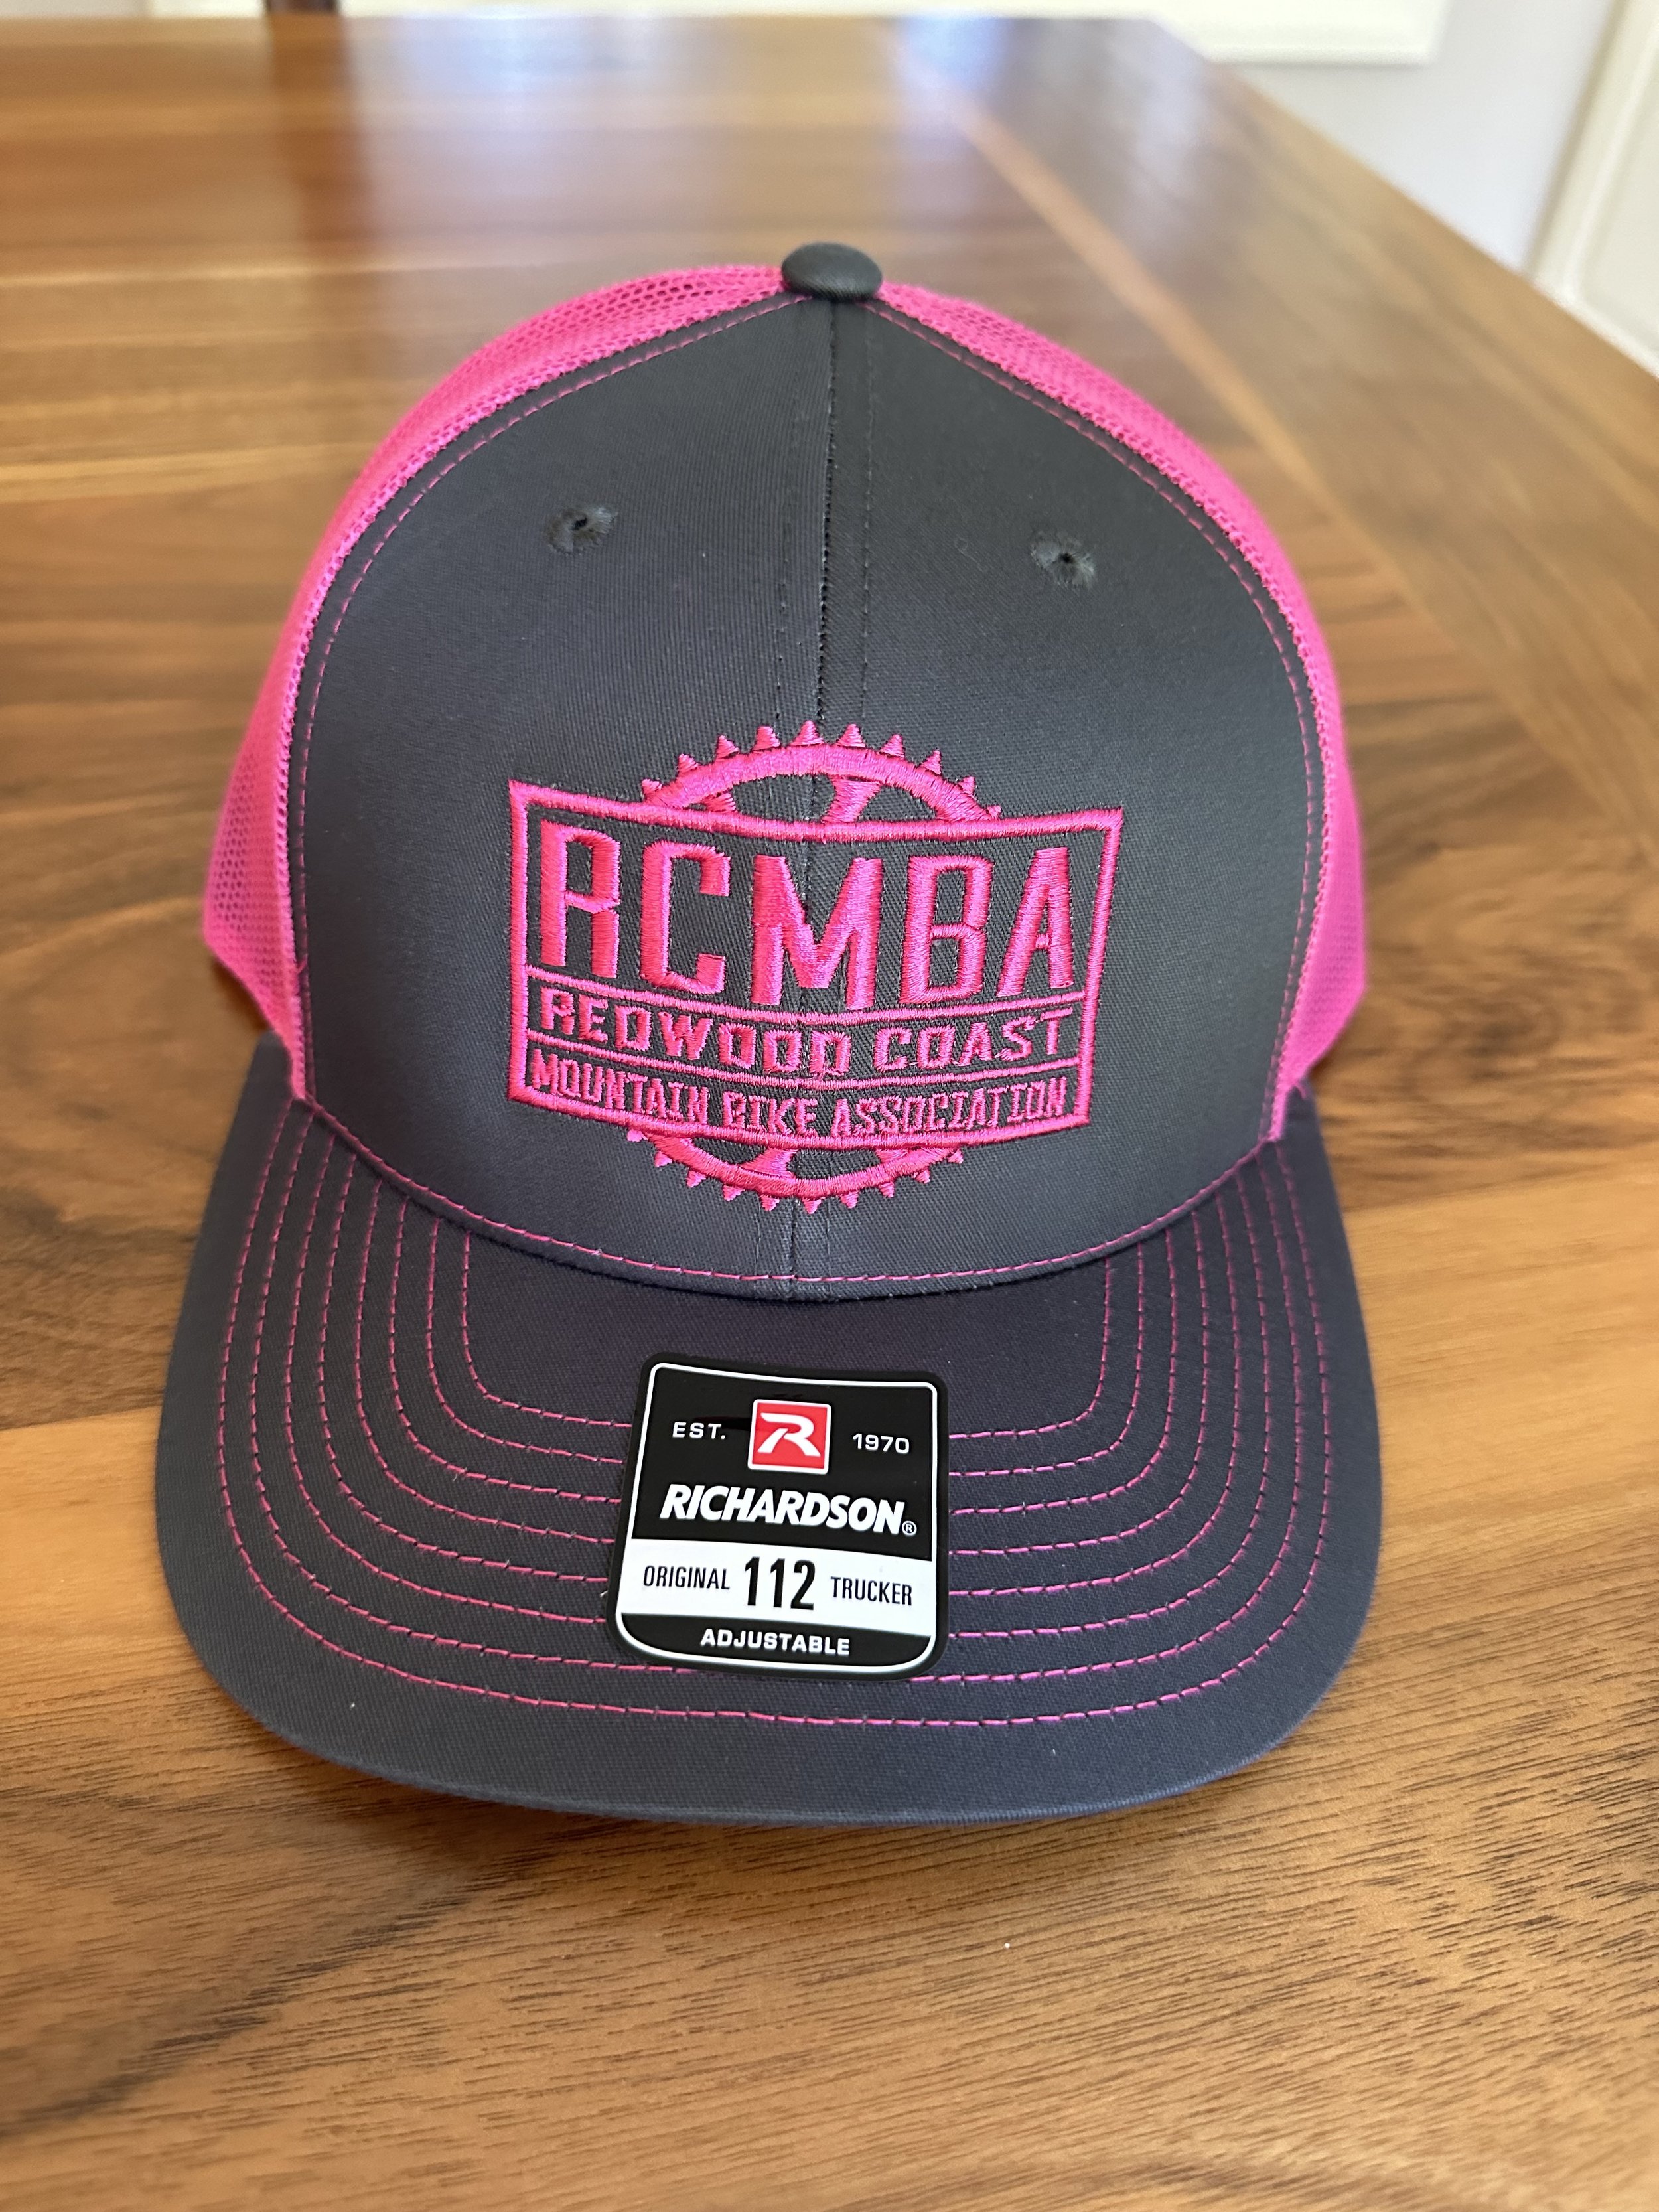 RCMBA
REDWOOD COAST
MOUNTAIN BIKE ASSOCIATION
EST. R 1970
RICHARDSON®
ORIGINAL 112 TRUCKER
ADJUSTABLE